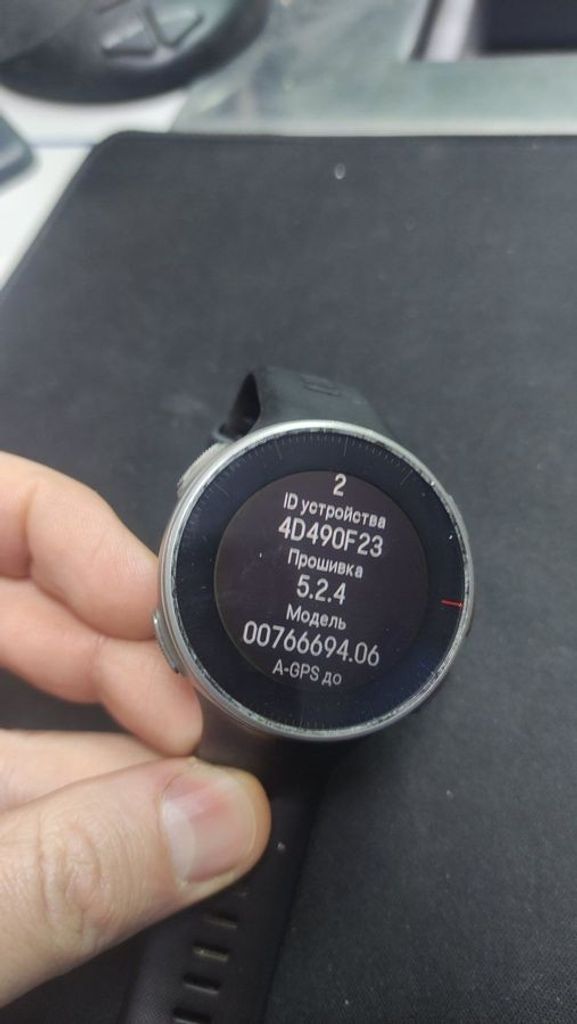 2
ID устройства
4D490F23
Прошивка
5.2.4
Модель
00766694.06
A-GPS до